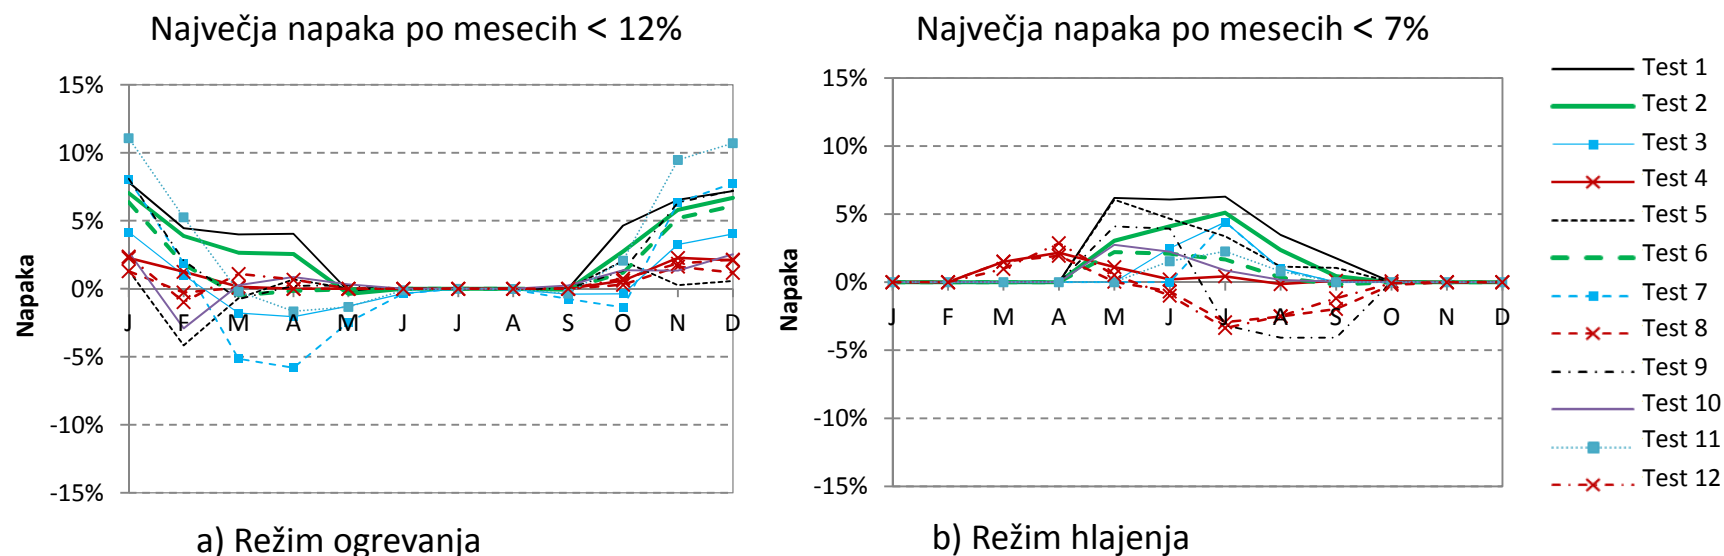 Največja napaka po mesecih < 12%
Največja napaka po mesecih < 7%
Napaka
15%
10%
5%
0%
-5%
-10%
-15%
J F M A M J J A S O N D
a) Režim ogrevanja
Napaka
15%
10%
5%
0%
-5%
-10%
-15%
J F M A M J J A S O N D
b) Režim hlajenja
Test 1
Test 2
Test 3
Test 4
Test 5
Test 6
Test 7
Test 8
Test 9
Test 10
Test 11
Test 12